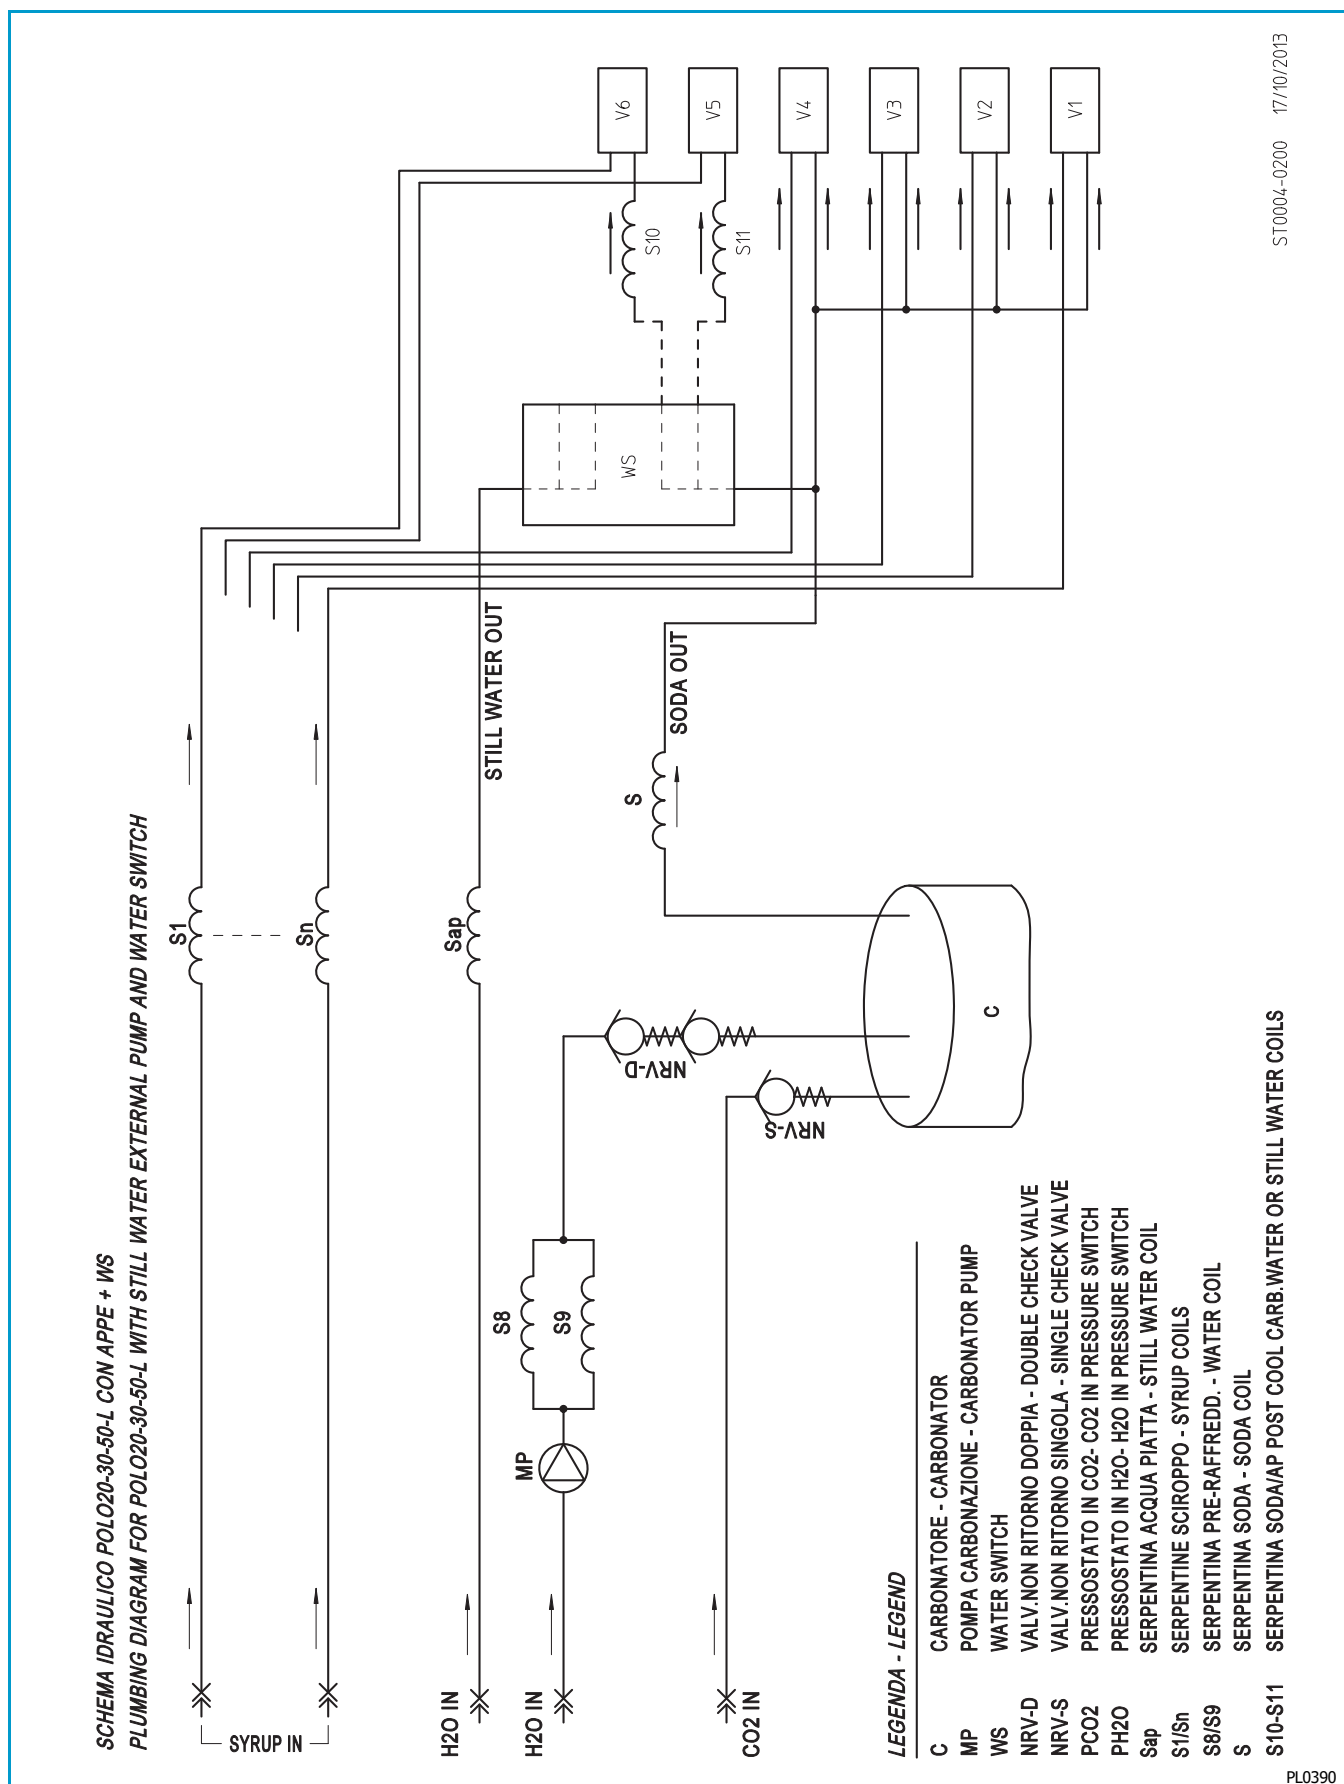 SCHEMA IDRAULICO POLO20-30-50-L CON APPE + WS
PLUMBING DIAGRAM FOR POLO20-30-50-L WITH STILL WATER EXTERNAL PUMP AND WATER SWITCH
SYRUP IN
S1
Sn
H2O IN
Sap
STILL WATER OUT
H2O IN
MP
S8
S9
NRV-D
CO2 IN
NRV-S
C
S
SODA OUT
WS
S10
S11
V6
V5
V4
V3
V2
V1
LEGENDA - LEGEND
C CARBONATORE - CARBONATOR
MP POMPA CARBONAZIONE - CARBONATOR PUMP
WS WATER SWITCH
NRV-D VALV.NON RITORNO DOPPIA - DOUBLE CHECK VALVE
NRV-S VALV.NON RITORNO SINGOLA - SINGLE CHECK VALVE
PCO2 PRESSOSTATO IN CO2- CO2 IN PRESSURE SWITCH
PH2O PRESSOSTATO IN H2O- H2O IN PRESSURE SWITCH
Sap SERPENTINA ACQUA PIATTA - STILL WATER COIL
S1/Sn SERPENTINE SCIROPPO - SYRUP COILS
S8/S9 SERPENTINA PRE-RAFFREDD. - WATER COIL
S SERPENTINA SODA - SODA COIL
S10-S11 SERPENTINA SODA/AP POST COOL CARB.WATER OR STILL WATER COILS
ST0004-0200 17/10/2013
PL0390